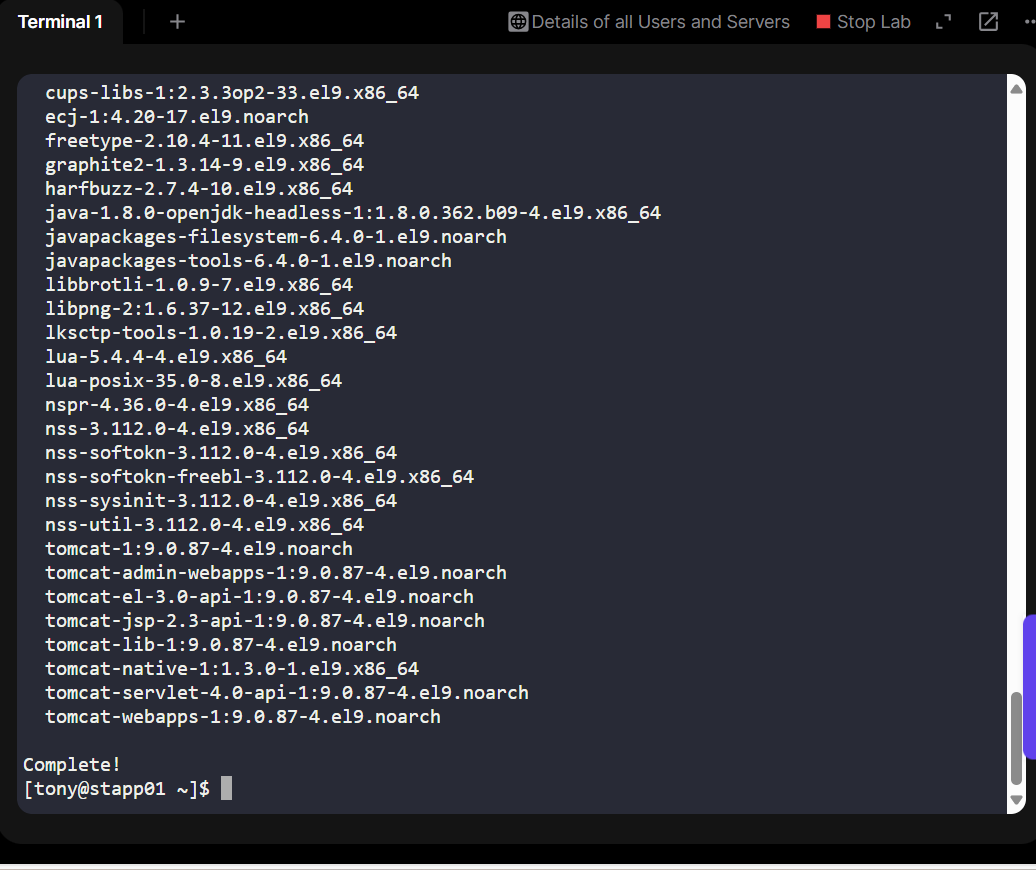 Terminal 1 + Details of all Users and Servers Stop Lab
cups-libs-1:2.3.3op2-33.el9.x86_64
ecj-1:4.20-17.el9.noarch
freetype-2.10.4-11.el9.x86_64
graphite2-1.3.14-9.el9.x86_64
harfbuzz-2.7.4-10.el9.x86_64
java-1.8.0-openjdk-headless-1:1.8.0.362.b09-4.el9.x86_64
javapackages-filesystem-6.4.0-1.el9.noarch
javapackages-tools-6.4.0-1.el9.noarch
libbrotli-1.0.9-7.el9.x86_64
libpng-2:1.6.37-12.el9.x86_64
lksctp-tools-1.0.19-2.el9.x86_64
lua-5.4.4-4.el9.x86_64
lua-posix-35.0-8.el9.x86_64
nspr-4.36.0-4.el9.x86_64
nss-3.112.0-4.el9.x86_64
nss-softokn-3.112.0-4.el9.x86_64
nss-softokn-freebl-3.112.0-4.el9.x86_64
nss-sysinit-3.112.0-4.el9.x86_64
nss-util-3.112.0-4.el9.x86_64
tomcat-1:9.0.87-4.el9.noarch
tomcat-admin-webapps-1:9.0.87-4.el9.noarch
tomcat-el-3.0-api-1:9.0.87-4.el9.noarch
tomcat-jsp-2.3-api-1:9.0.87-4.el9.noarch
tomcat-lib-1:9.0.87-4.el9.noarch
tomcat-native-1:1.3.0-1.el9.x86_64
tomcat-servlet-4.0-api-1:9.0.87-4.el9.noarch
tomcat-webapps-1:9.0.87-4.el9.noarch
Complete!
[tony@stapp01 ~]$